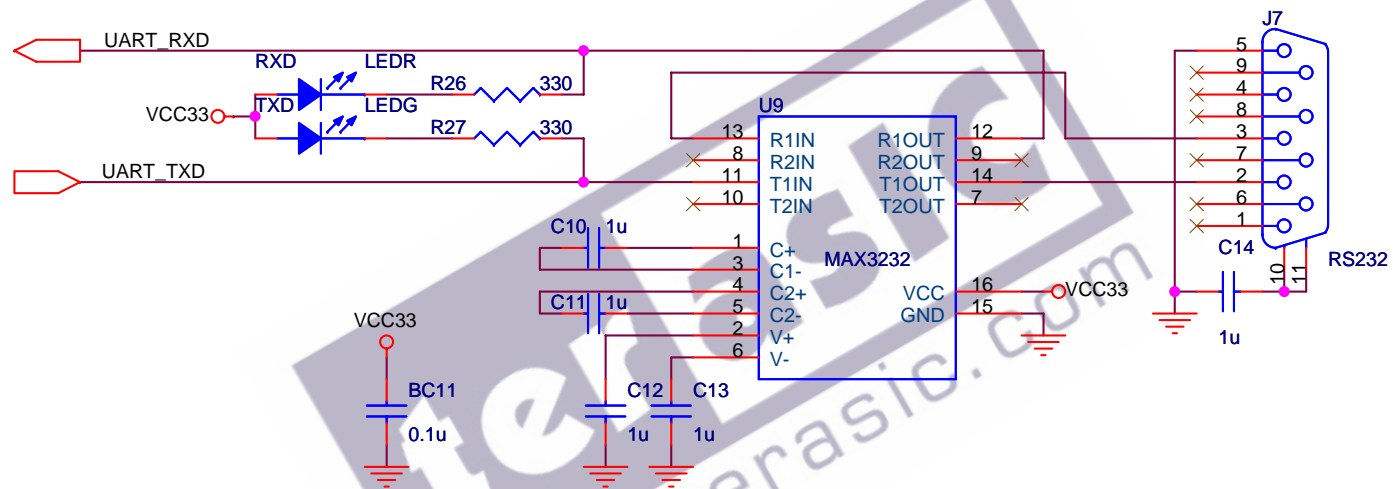 J7
UART_RXD
5
RXD LEDR
9
R26 330
4
TXD LEDG
U9
VCC33
8
R27 330
13 R1IN R1OUT 12
3
8 R2IN R2OUT 9
7
UART_TXD
11 T1IN T1OUT 14
2
10 T2IN T2OUT 7
6
1
C10 1u
1 C+
3 C1-
MAX3232
C14
10
11
RS232
4 C2+
C11 1u
5 C2-
VCC 16 VCC33
GND 15
2 V+
6 V-
1u
VCC33
BC11
0.1u
C12
1u
C13
1u
terasic
terasic.com